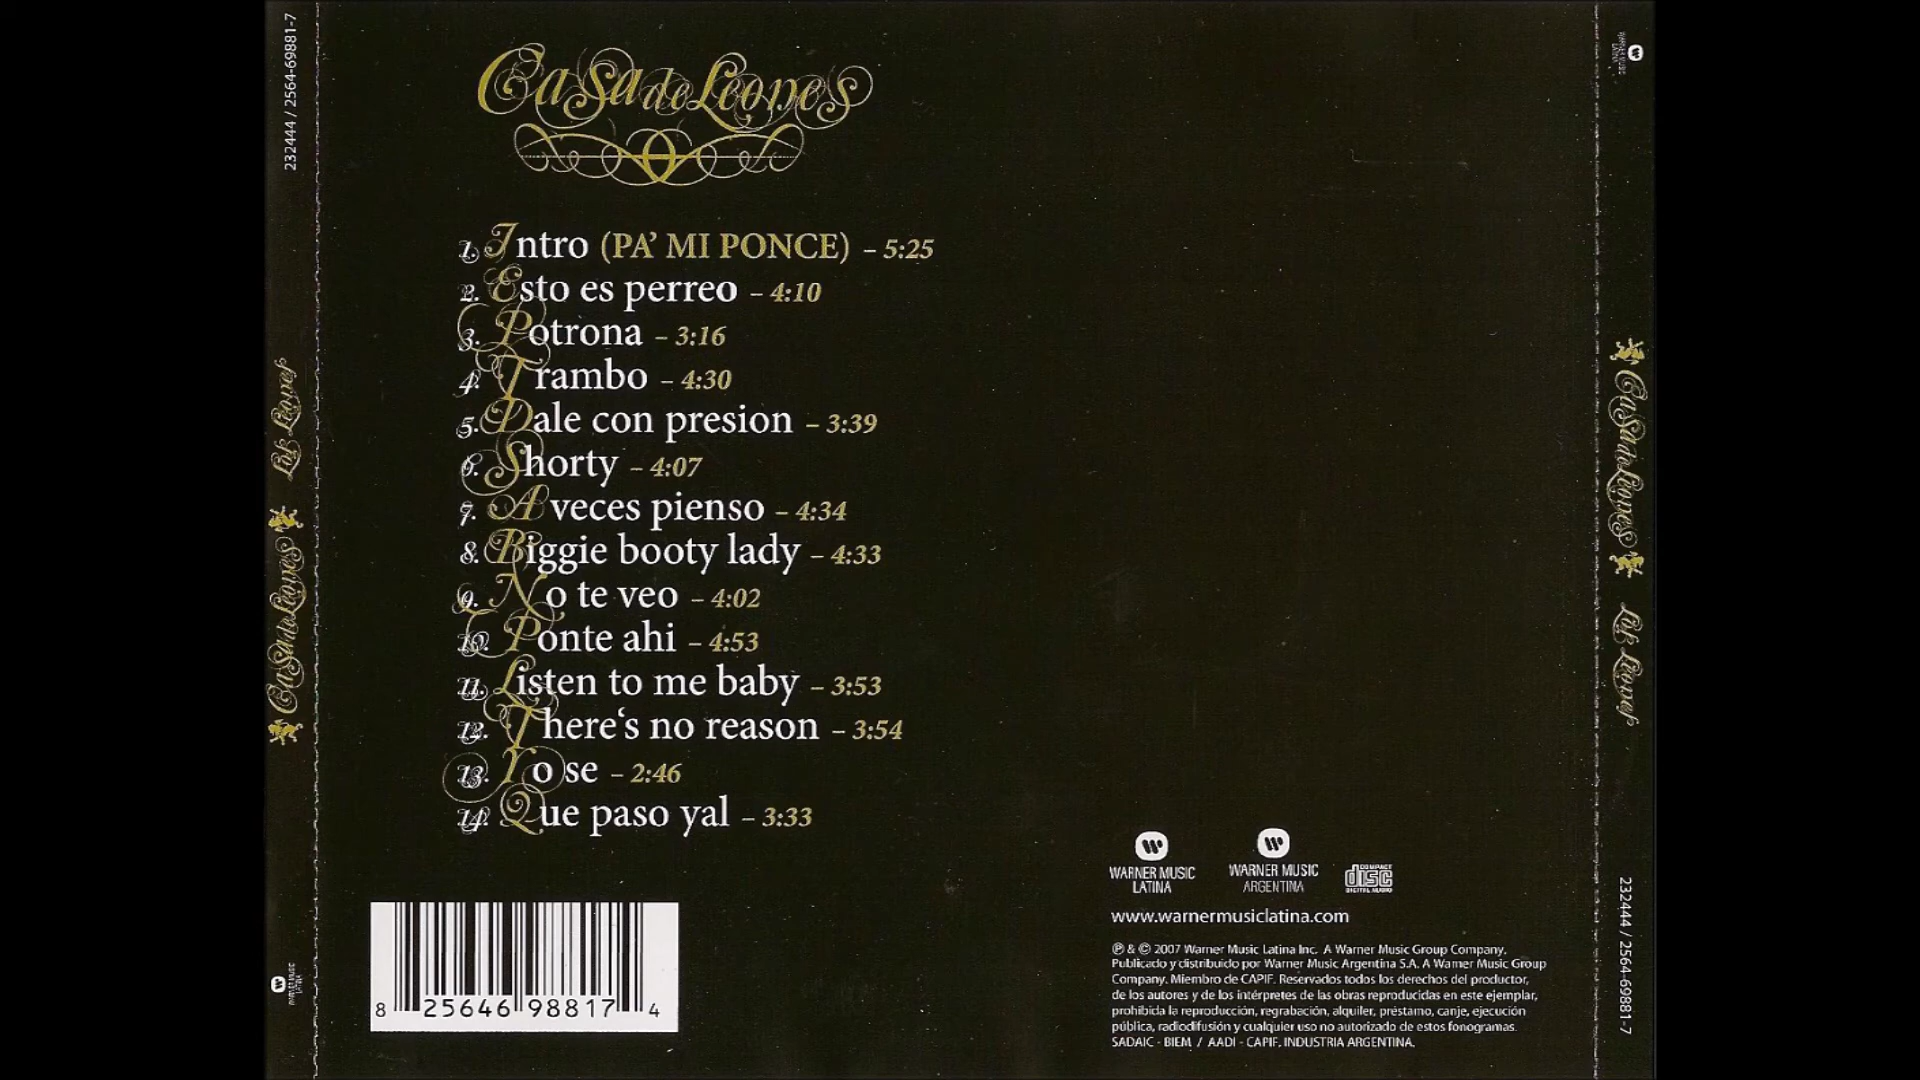 Casa de Leones
1. Intro (PA' MI PONCE) – 5:25
2. Esto es perreo – 4:10
3. Potrona – 3:16
4. Trambo – 4:30
5. Dale con presion – 3:39
6. Shorty – 4:07
7. A veces pienso – 4:34
8. Biggie booty lady – 4:33
9. No te veo – 4:02
10. Ponte ahi – 4:53
11. Listen to me baby – 3:53
12. There's no reason – 3:54
13. Yo se – 2:46
14. Que paso yal – 3:33
8 25646 98817 4
WARNER MUSIC LATINA
WARNER MUSIC ARGENTINA
COMPACT disc DIGITAL AUDIO
www.warnermusiclatina.com
℗ & © 2007 Warner Music Latina Inc. A Warner Music Group Company.
Publicado y distribuido por Warner Music Argentina S.A. A Warner Music Group
Company. Miembro de CAPIF. Reservados todos los derechos del productor,
de los autores y de los intérpretes de las obras reproducidas en este ejemplar,
prohibida la reproducción, regrabación, alquiler, préstamo, canje, ejecución
pública, radiodifusión y cualquier uso no autorizado de estos fonogramas.
SADAIC - BIEM / AADI - CAPIF, INDUSTRIA ARGENTINA.
232444 / 2564-69881-7
Los Leones
Casa de Leones
Casa de Leones
Los Leones
232444 / 2564-69881-7